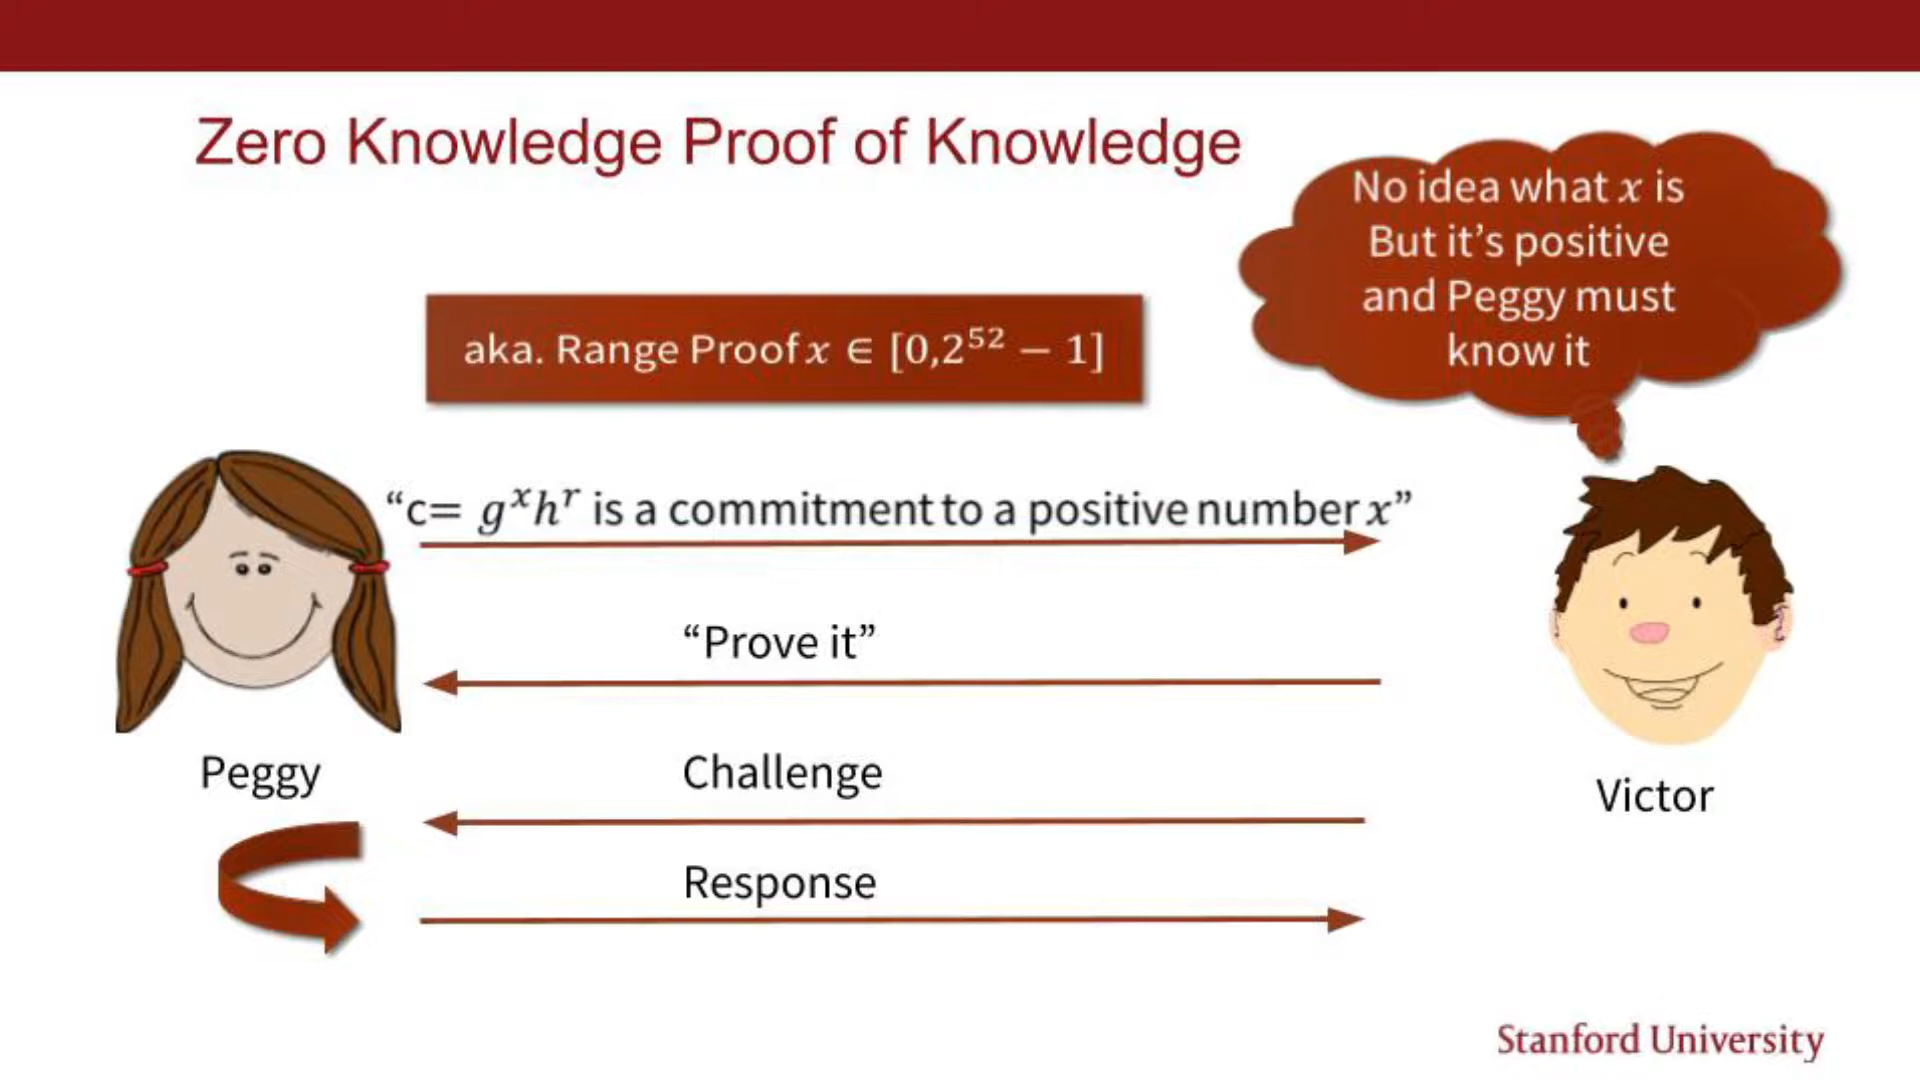 Zero Knowledge Proof of Knowledge
No idea what x is
But it's positive
and Peggy must
know it
aka. Range Proof x ∈ [0,2⁵² − 1]
“c= gˣhʳ is a commitment to a positive number x”
“Prove it”
Peggy
Challenge
Victor
Response
Stanford University